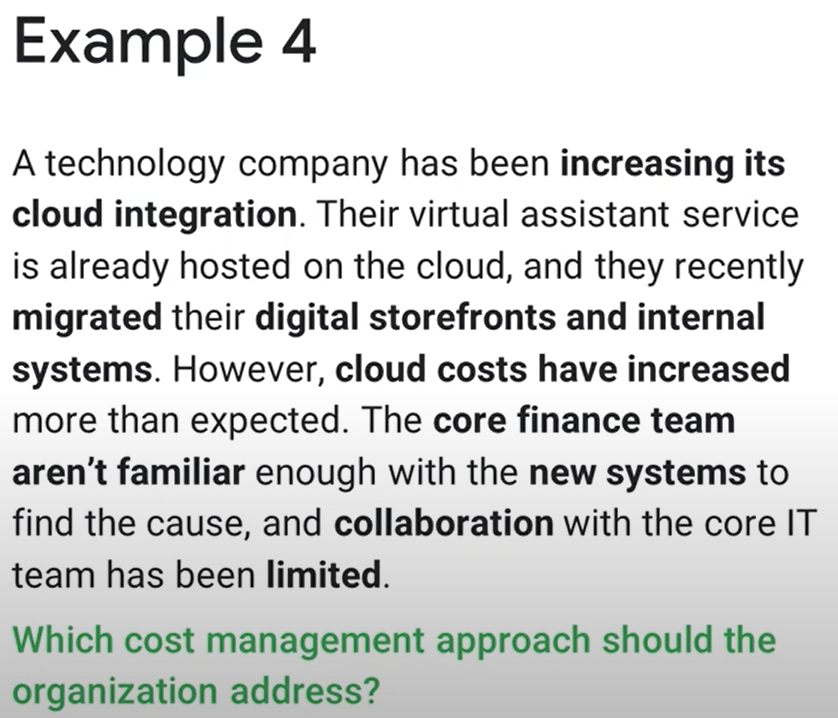 Example 4
A technology company has been increasing its
cloud integration. Their virtual assistant service
is already hosted on the cloud, and they recently
migrated their digital storefronts and internal
systems. However, cloud costs have increased
more than expected. The core finance team
aren’t familiar enough with the new systems to
find the cause, and collaboration with the core IT
team has been limited.
Which cost management approach should the
organization address?